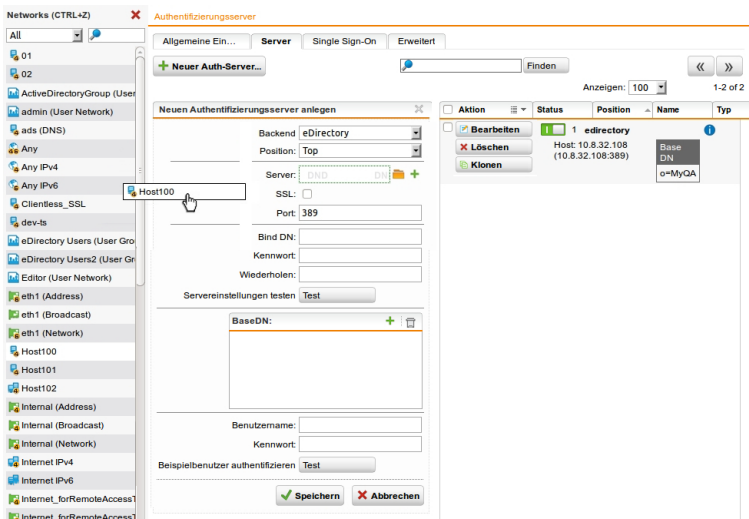 Networks (CTRL+Z)
All
01
02
ActiveDirectoryGroup (User
admin (User Network)
ads (DNS)
Any
Any IPv4
Any IPv6
Clientless_SSL
dev-ts
eDirectory Users (User Gro
eDirectory Users2 (User Gr
Editor (User Network)
eth1 (Address)
eth1 (Broadcast)
eth1 (Network)
Host100
Host101
Host102
Internal (Address)
Internal (Broadcast)
Internal (Network)
Internet IPv4
Internet IPv6
Internet_forRemoteAccessT
Internet_forRemoteAccessT
Host100
Authentifizierungsserver
Allgemeine Ein… Server Single Sign-On Erweitert
Neuer Auth-Server...
Finden
Anzeigen: 100
1-2 of 2
Neuen Authentifizierungsserver anlegen
Backend eDirectory
Position: Top
Server: DND DN
SSL:
Port: 389
Bind DN:
Kennwort:
Wiederholen:
Servereinstellungen testen Test
BaseDN:
Benutzername:
Kennwort:
Beispielbenutzer authentifizieren Test
Speichern Abbrechen
Aktion Status Position Name Typ
Bearbeiten
Löschen
Klonen
1 edirectory
Host: 10.8.32.108
(10.8.32.108:389)
Base
DN
o=MyQA